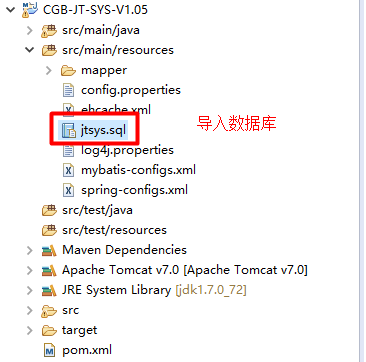 CGB-JT-SYS-V1.05
src/main/java
src/main/resources
mapper
config.properties
ehcache.xml
jtsys.sql
导入数据库
log4j.properties
mybatis-configs.xml
spring-configs.xml
src/test/java
src/test/resources
Maven Dependencies
Apache Tomcat v7.0 [Apache Tomcat v7.0]
JRE System Library [jdk1.7.0_72]
src
target
pom.xml